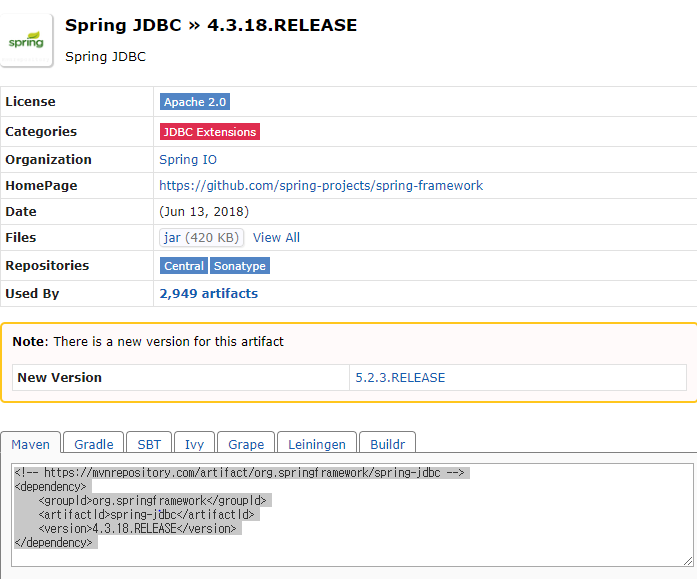 spring
Spring JDBC » 4.3.18.RELEASE
Spring JDBC
License Apache 2.0
Categories JDBC Extensions
Organization Spring IO
HomePage https://github.com/spring-projects/spring-framework
Date (Jun 13, 2018)
Files jar (420 KB) View All
Repositories Central Sonatype
Used By 2,949 artifacts
Note: There is a new version for this artifact
New Version 5.2.3.RELEASE
Maven Gradle SBT Ivy Grape Leiningen Buildr
<!-- https://mvnrepository.com/artifact/org.springframework/spring-jdbc -->
<dependency>
    <groupId>org.springframework</groupId>
    <artifactId>spring-jdbc</artifactId>
    <version>4.3.18.RELEASE</version>
</dependency>